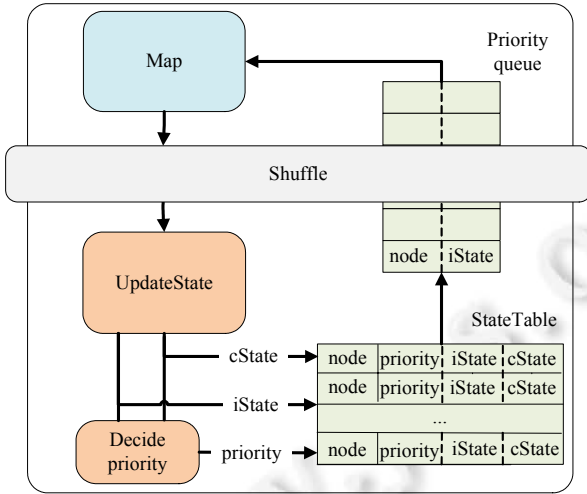 Map
Priority
queue
Shuffle
UpdateState
node iState
StateTable
cState
node priority iState cState
node priority iState cState
iState
...
Decide
priority
priority
node priority iState cState